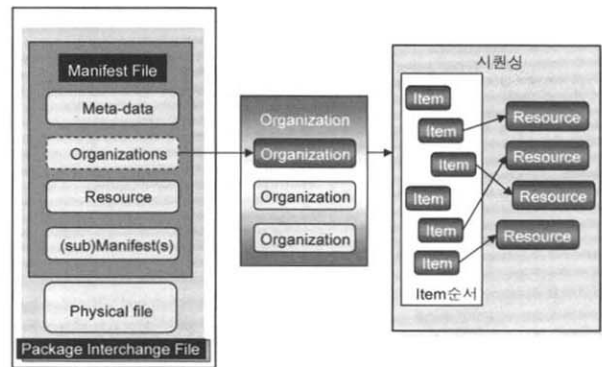 Manifest File
Meta-data
Organizations
Resource
(sub)Manifest(s)
Physical file
Package Interchange File
Organization
Organization
Organization
Organization
시퀀싱
Item
Item
Item
Item
Item
Item
Item순서
Resource
Resource
Resource
Resource